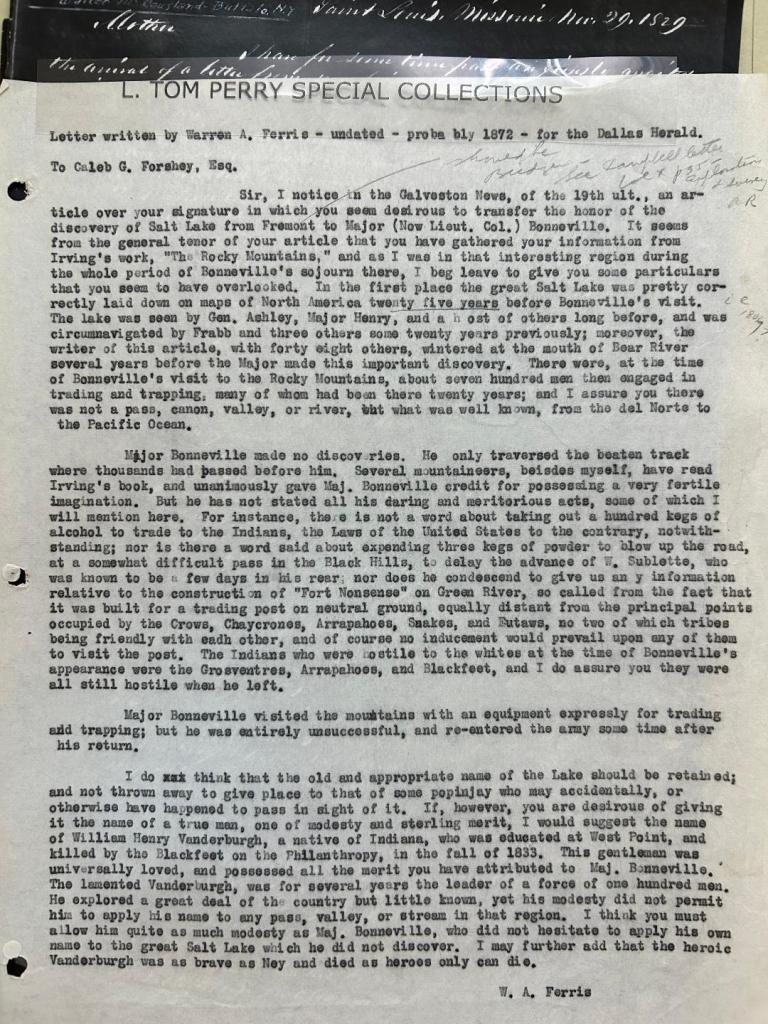 Saint Louis, Missouri Nov. 29, 1829
Mother
I have for some time past anxiously
the arrival of a letter
L. TOM PERRY SPECIAL COLLECTIONS
Letter written by Warren A. Ferris - undated - proba bly 1872 - for the Dallas Herald.
should be
Bridger
See Campbell letter
To Caleb G. Forshey, Esq.
Sir, I notice in the Galveston News, of the 19th ult., an ar-
ticle over your signature in which you seem desirous to transfer the honor of the
discovery of Salt Lake from Fremont to Major (Now Lieut. Col.) Bonneville. It seems
from the general tenor of your article that you have gathered your information from
Irving's work, "The Rocky Mountains," and as I was in that interesting region during
the whole period of Bonneville's sojourn there, I beg leave to give you some particulars
that you seem to have overlooked. In the first place the great Salt Lake was pretty cor-
rectly laid down on maps of North America twenty five years before Bonneville's visit.
The lake was seen by Gen. Ashley, Major Henry, and a h ost of others long before, and was
circumnavigated by Frabb and three others some twenty years previously; moreover, the
writer of this article, with forty eight others, wintered at the mouth of Bear River
several years before the Major made this important discovery. There were, at the time
of Bonneville's visit to the Rocky Mountains, about seven hundred men then engaged in
trading and trapping, many of whom had been there twenty years; and I assure you there
was not a pass, canon, valley, or river, but what was well known, from the del Norte to
the Pacific Ocean.
Major Bonneville made no discoveries. He only traversed the beaten track
where thousands had passed before him. Several mountaineers, beisdes myself, have read
Irving's book, and unanimously gave Maj. Bonneville credit for possessing a very fertile
imagination. But he has not stated all his daring and meritorious acts, some of which I
will mention here. For instance, there is not a word about taking out a hundred kegs of
alcohol to trade to the Indians, the Laws of the United States to the contrary, notwith-
standing; nor is there a word said about expending three kegs of powder to blow up the road,
at a somewhat difficult pass in the Black Hills, to delay the advance of W. Sublette, who
was known to be a few days in his rear; nor does he condescend to give us an y information
relative to the construction of "Fort Nonsense" on Green River, so called from the fact that
it was built for a trading post on neutral ground, equally distant from the principal points
occupied by the Crows, Chaycrones, Arrapahoes, Snakes, and Eutaws, no two of which tribes
being friendly with eadh other, and of course no inducement would prevail upon any of them
to visit the post. The Indians who were hostile to the whites at the time of Bonneville's
appearance were the Grosventres, Arrapahoes, and Blackfeet, and I do assure you they were
all still hostile when he left.
Major Bonneville visited the mountains with an equipment expressly for trading
and trapping; but he was entirely unsuccessful, and re-entered the army some time after
his return.
I do xxx think that the old and appropriate name of the Lake should be retained;
and not thrown away to give place to that of some popinjay who may accidentally, or
otherwise have happened to pass in sight of it. If, however, you are desirous of giving
it the name of a true man, one of modesty and sterling merit, I would suggest the name
of William Henry Vanderburgh, a native of Indiana, who was educated at West Point, and
killed by the Blackfeet on the Philanthropy, in the fall of 1833. This gentleman was
universally loved, and possessed all the merit you have attributed to Maj. Bonneville.
The lamented Vanderburgh, was for several years the leader of a force of one hundred men.
He explored a great deal of the country but little known, yet his modesty did not permit
him to apply his name to any pass, valley, or stream in that region. I think you must
allow him quite as much modesty as Maj. Bonneville, who did not hesitate to apply his own
name to the great Salt Lake which he did not discover. I may further add that the heroic
Vanderburgh was as brave as Ney and died as heroes only can die.
W. A. Ferris